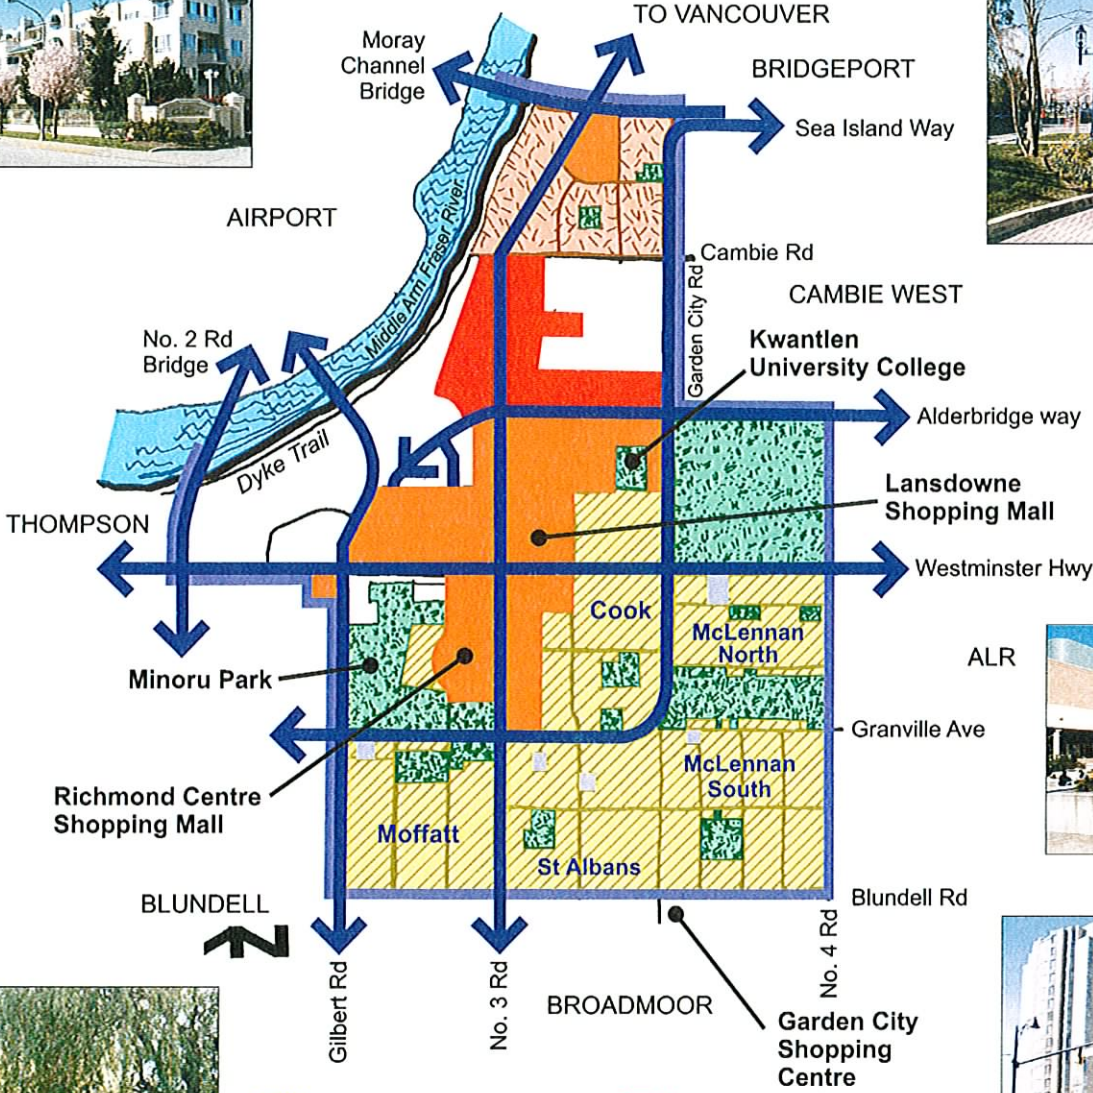 TO VANCOUVER
Moray
Channel
Bridge
BRIDGEPORT
Sea Island Way
AIRPORT
Middle Arm Fraser River
Cambie Rd
Garden City Rd
CAMBIE WEST
No. 2 Rd
Bridge
Kwantlen
University College
Alderbridge way
Dyke Trail
Lansdowne
Shopping Mall
THOMPSON
Westminster Hwy
Cook
McLennan
North
ALR
Minoru Park
Granville Ave
McLennan
South
Richmond Centre
Shopping Mall
Moffatt
St Albans
BLUNDELL
Blundell Rd
N
Gilbert Rd
No. 3 Rd
No. 4 Rd
BROADMOOR
Garden City
Shopping
Centre